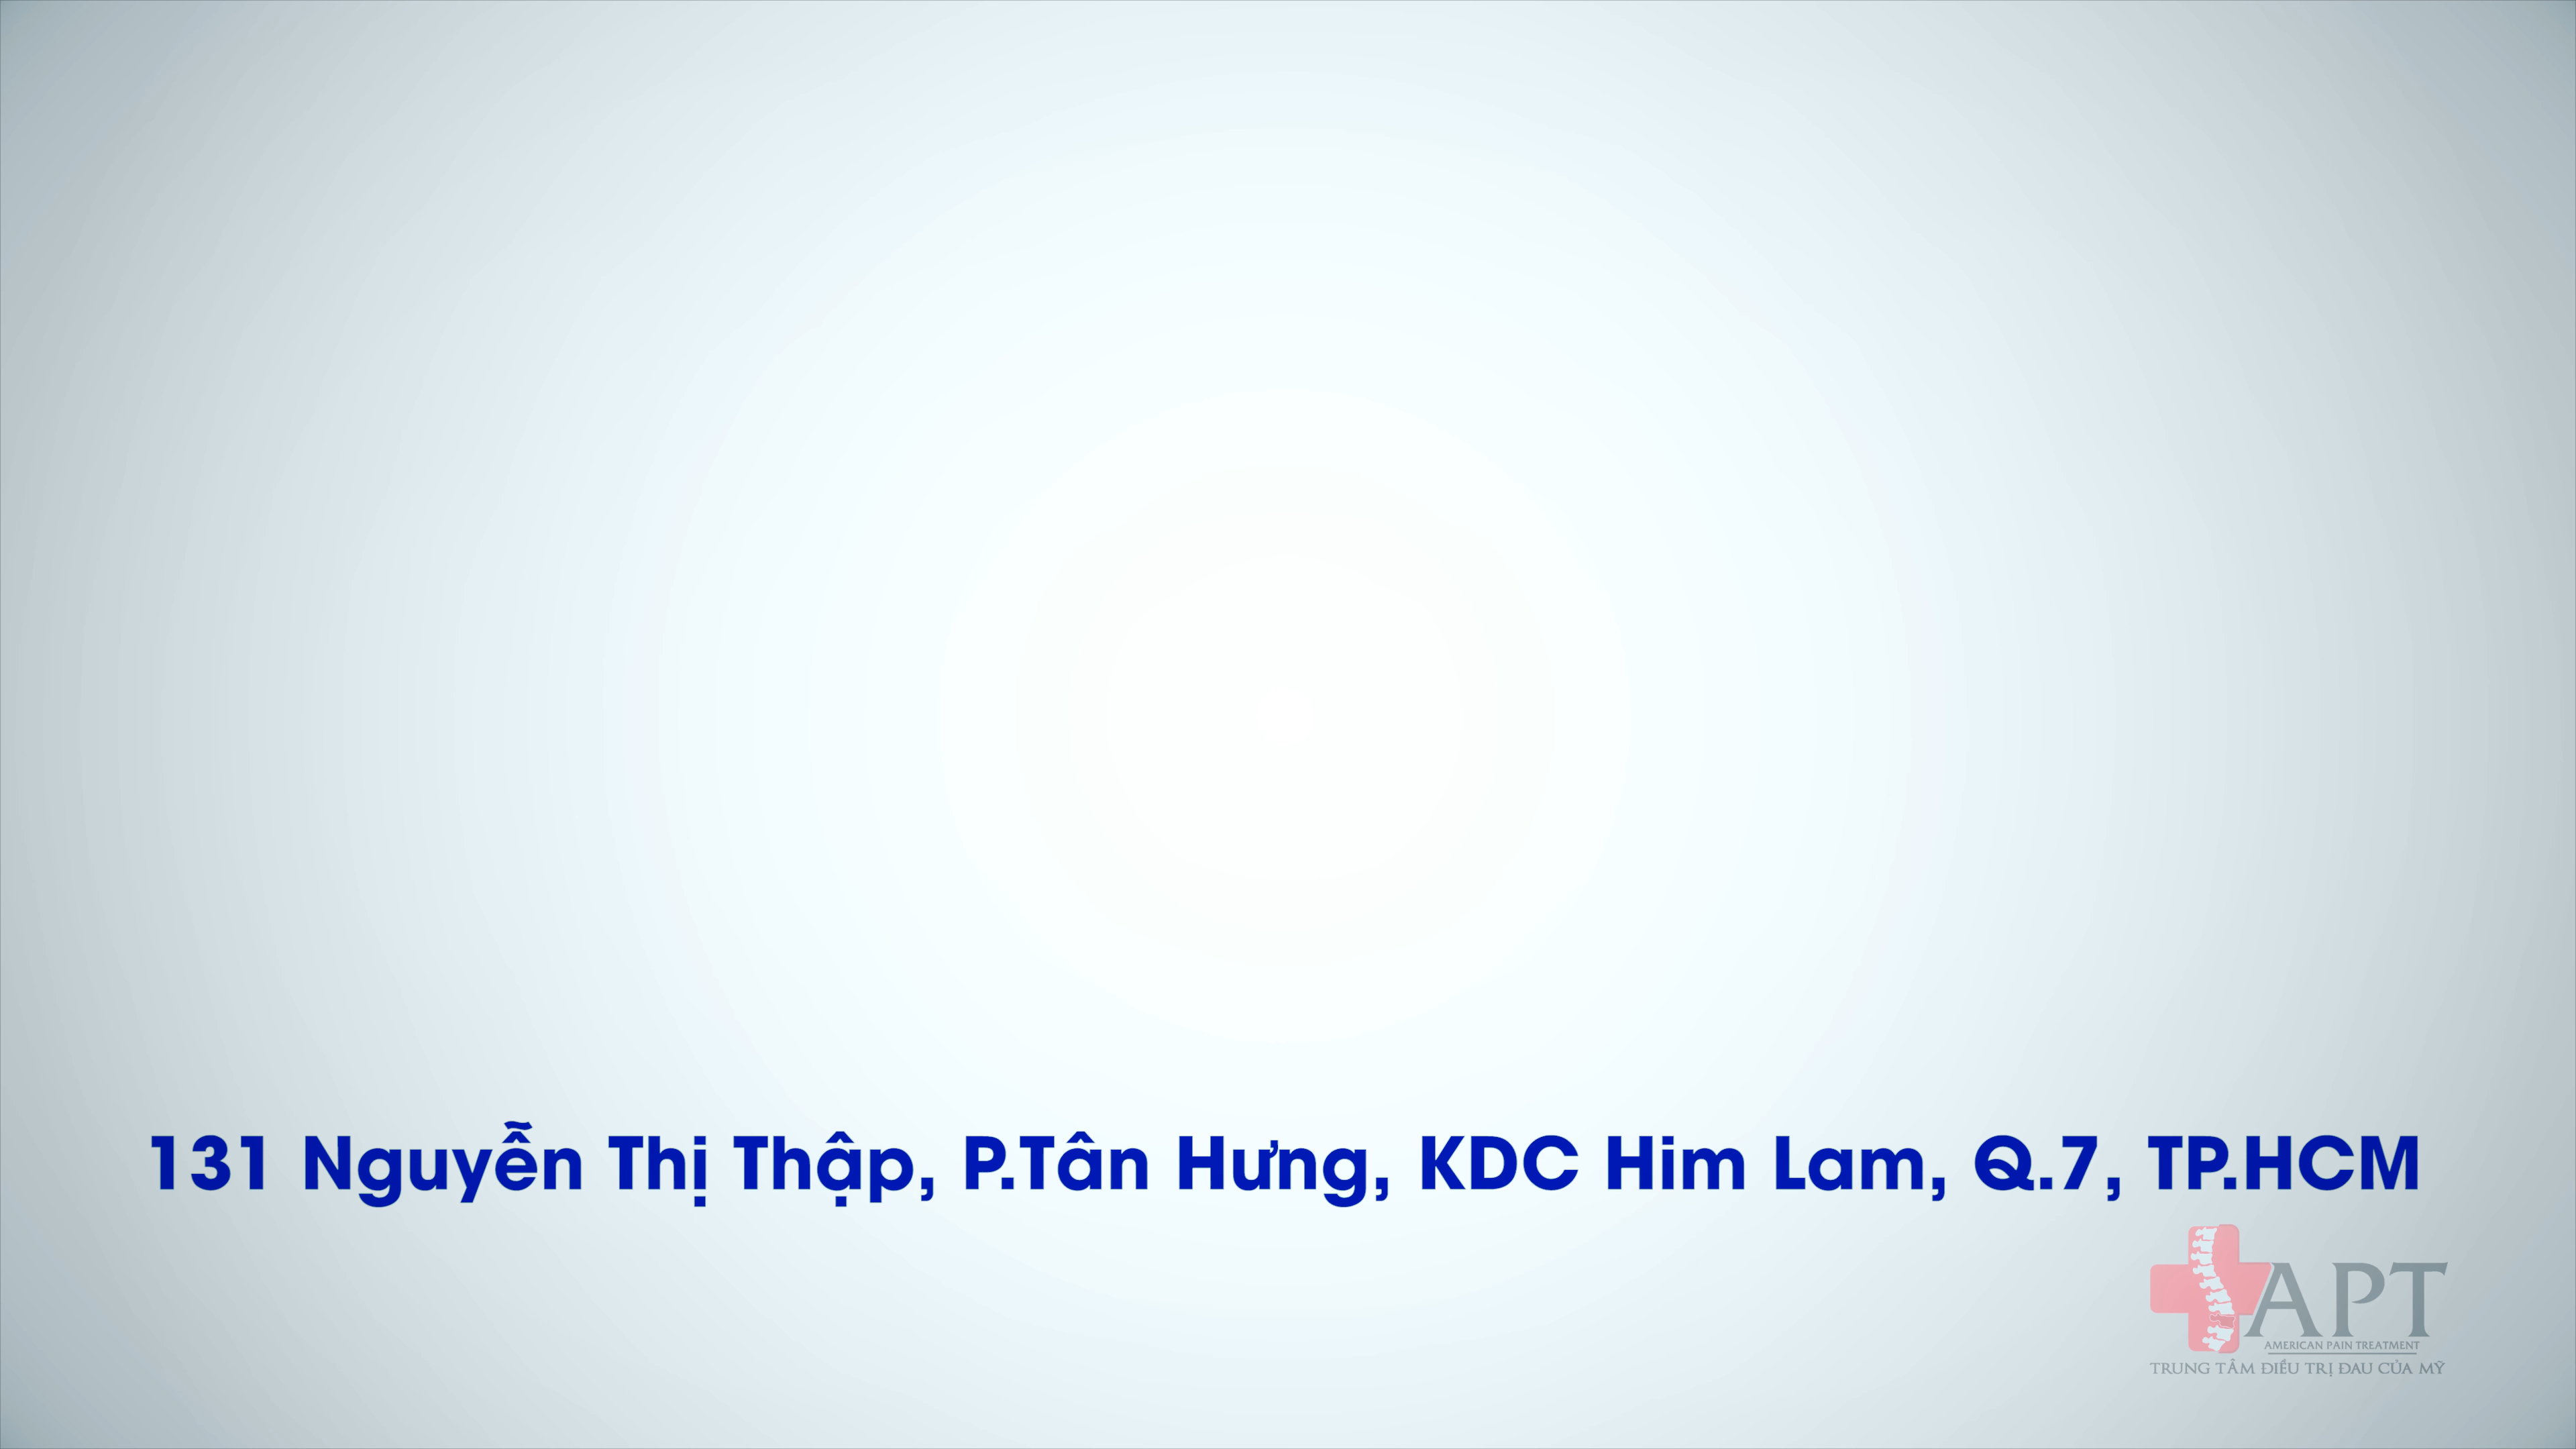 131 Nguyễn Thị Thập, P.Tân Hưng, KDC Him Lam, Q.7, TP.HCM
APT
AMERICAN PAIN TREATMENT
TRUNG TÂM ĐIỀU TRỊ ĐAU CỦA MỸ